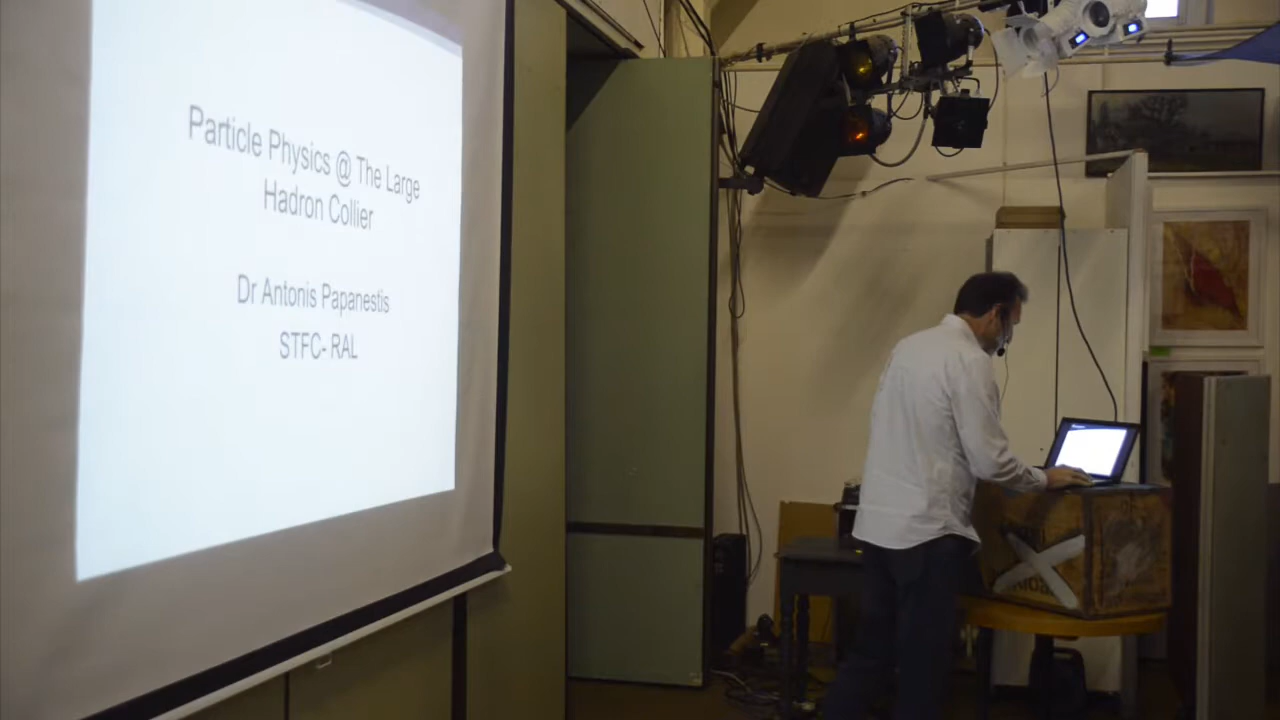 Particle Physics @ The Large
Hadron Collier
Dr Antonis Papanestis
STFC- RAL